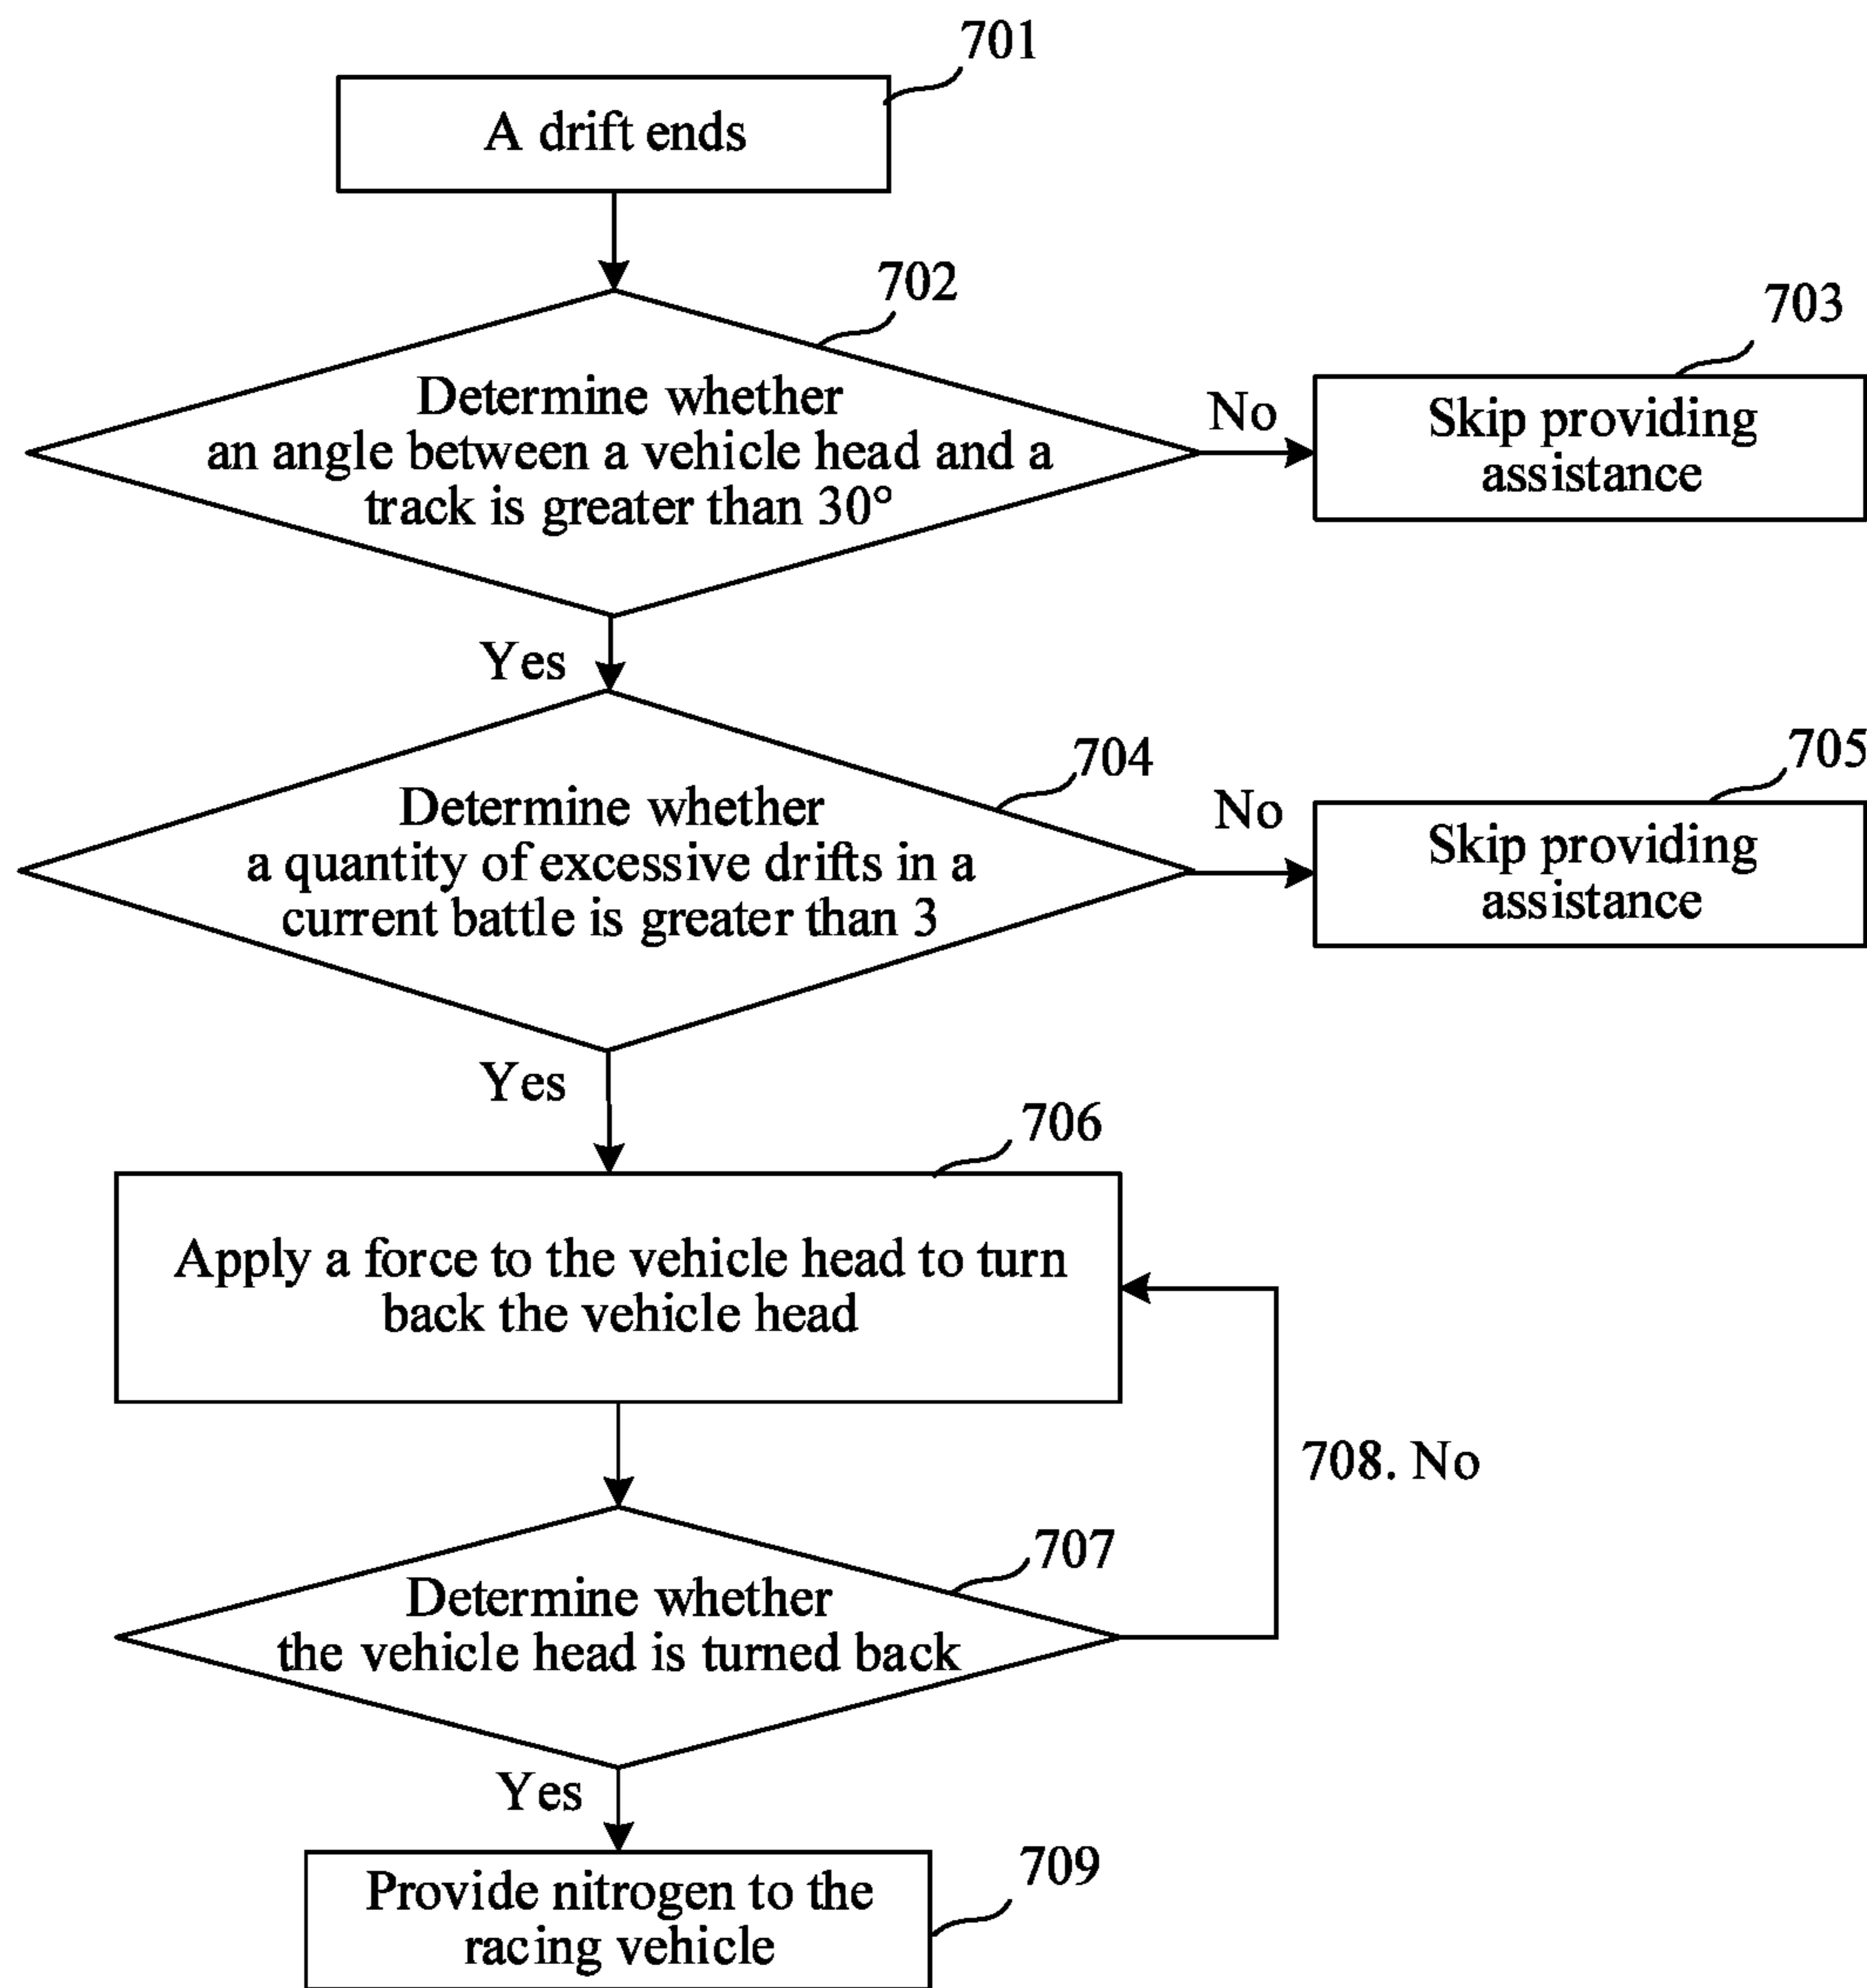 701
A drift ends
702
Determine whether
an angle between a vehicle head and a
track is greater than 30°
No
703
Skip providing
assistance
Yes
704
Determine whether
a quantity of excessive drifts in a
current battle is greater than 3
No
705
Skip providing
assistance
Yes
706
Apply a force to the vehicle head to turn
back the vehicle head
708. No
707
Determine whether
the vehicle head is turned back
Yes
709
Provide nitrogen to the
racing vehicle